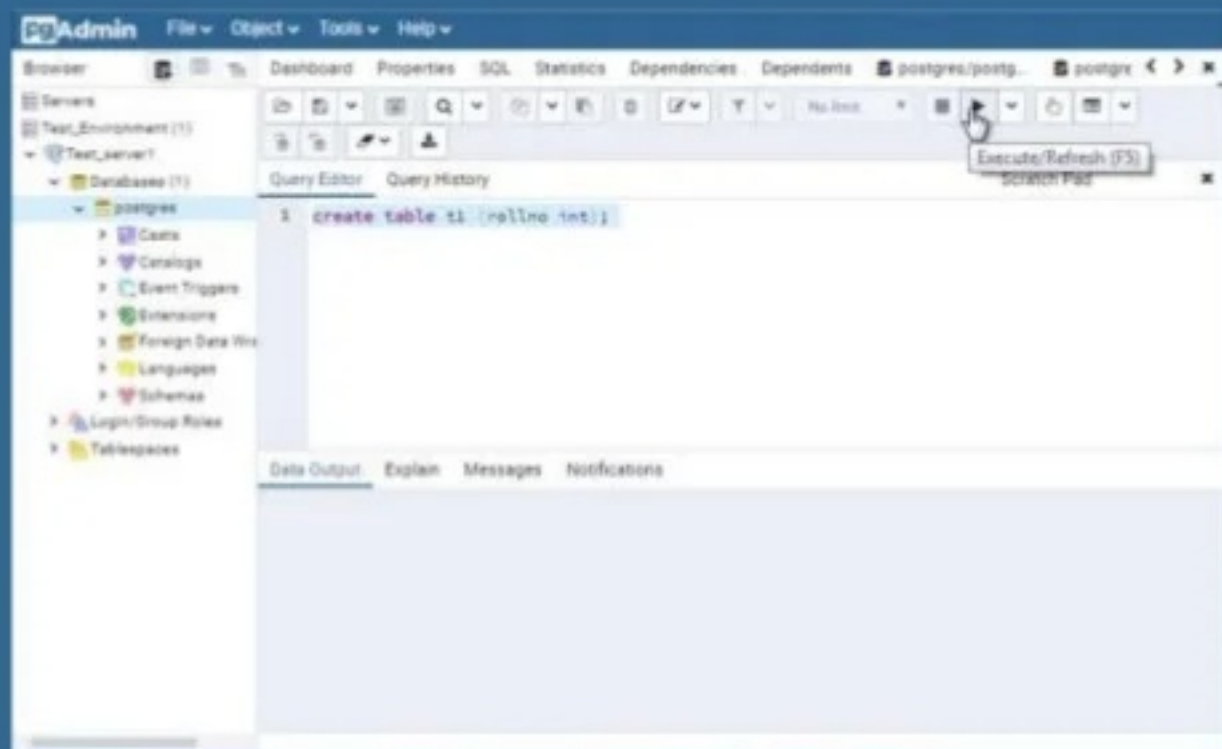 pgAdmin File Object Tools Help
Browser
Dashboard Properties SQL Statistics Dependencies Dependents postgres/postg... postgre
Servers
Test_Environment (1)
No limit
Test_server1
Execute/Refresh (F5)
Databases (1)
Query Editor Query History
Scratch Pad
postgres
1 create table t1 (rollno int);
Casts
Catalogs
Event Triggers
Extensions
Foreign Data Wra
Languages
Schemas
Login/Group Roles
Tablespaces
Data Output Explain Messages Notifications